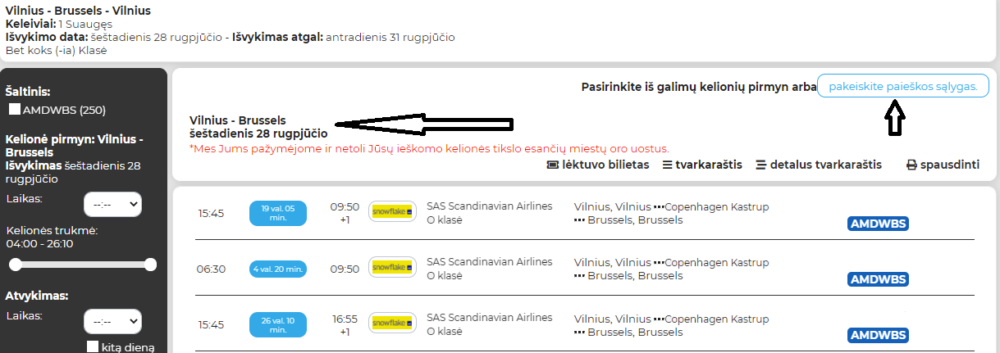 Vilnius - Brussels - Vilnius
Keleiviai: 1 Suaugęs
Išvykimo data: šeštadienis 28 rugpjūčio - Išvykimas atgal: antradienis 31 rugpjūčio
Bet koks (-ia) Klasė
Šaltinis:
AMDWBS (250)
Kelionė pirmyn: Vilnius -
Brussels
Išvykimas šeštadienis 28
rugpjūčio
Laikas:
--:--
Kelionės trukmė:
04:00 - 26:10
Atvykimas:
Laikas:
--:--
kitą dieną
Pasirinkite iš galimų kelionių pirmyn arba pakeiskite paieškos sąlygas.
Vilnius - Brussels
šeštadienis 28 rugpjūčio
*Mes Jums pažymėjome ir netoli Jūsų ieškomo kelionės tikslo esančių miestų oro uostus.
lėktuvo bilietas tvarkaraštis detalus tvarkaraštis spausdinti
15:45 19 val. 05 min. 09:50 +1 snowflake SAS Scandinavian Airlines O klasė Vilnius, Vilnius ···Copenhagen Kastrup ··· Brussels, Brussels AMDWBS
06:30 4 val. 20 min. 09:50 snowflake SAS Scandinavian Airlines O klasė Vilnius, Vilnius ···Copenhagen Kastrup ··· Brussels, Brussels AMDWBS
15:45 26 val. 10 min. 16:55 +1 snowflake SAS Scandinavian Airlines O klasė Vilnius, Vilnius ···Copenhagen Kastrup ··· Brussels, Brussels AMDWBS